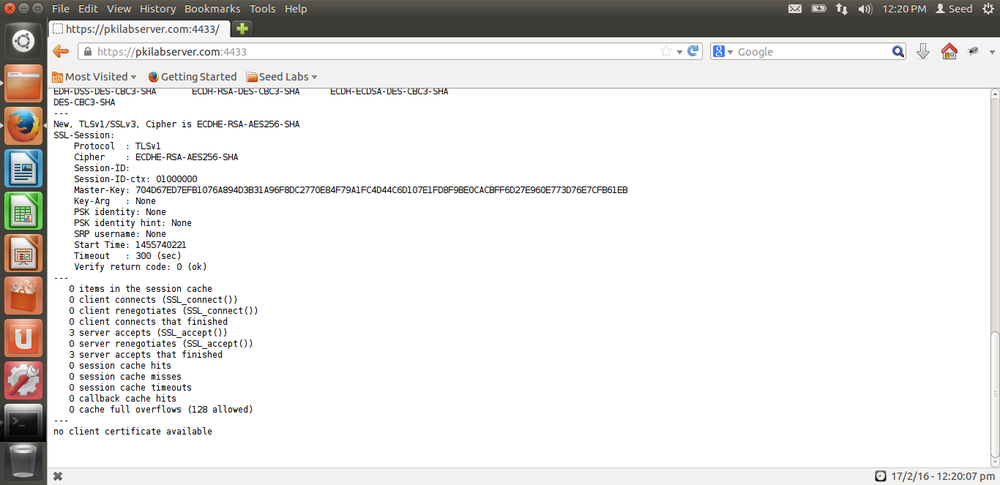 File Edit View History Bookmarks Tools Help 12:20 PM Seed
https://pkilabserver.com:4433/
https://pkilabserver.com:4433 Google
Most Visited Getting Started Seed Labs
EDH-DSS-DES-CBC3-SHA ECDH-RSA-DES-CBC3-SHA ECDH-ECDSA-DES-CBC3-SHA
DES-CBC3-SHA
---
New, TLSv1/SSLv3, Cipher is ECDHE-RSA-AES256-SHA
SSL-Session:
Protocol : TLSv1
Cipher : ECDHE-RSA-AES256-SHA
Session-ID:
Session-ID-ctx: 01000000
Master-Key: 704D67ED7EFB1076A894D3B31A96F8DC2770E84F79A1FC4D44C6D107E1FD8F9BE0CACBFF6D27E960E773D76E7CFB61EB
Key-Arg : None
PSK identity: None
PSK identity hint: None
SRP username: None
Start Time: 1455740221
Timeout : 300 (sec)
Verify return code: 0 (ok)
---
0 items in the session cache
0 client connects (SSL_connect())
0 client renegotiates (SSL_connect())
0 client connects that finished
3 server accepts (SSL_accept())
0 server renegotiates (SSL_accept())
3 server accepts that finished
0 session cache hits
0 session cache misses
0 session cache timeouts
0 callback cache hits
0 cache full overflows (128 allowed)
---
no client certificate available
17/2/16 - 12:20:07 pm